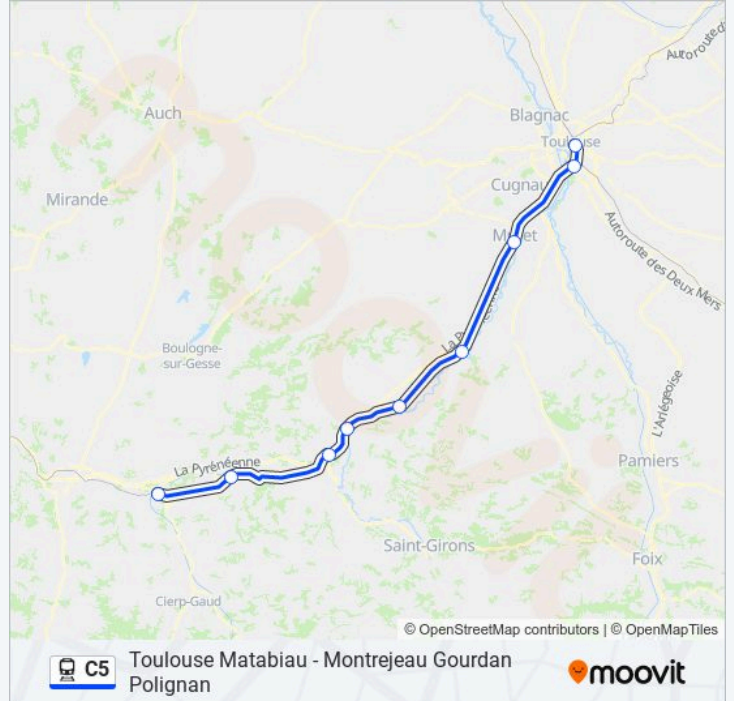 Autoroute d
Auch
Blagnac
Toulouse
Mirande
Cugnau
Muret
Autoroute des Deux Mers
Boulogne-
sur-Gesse
L'Ariégeoise
La Pyrénéenne
Pamiers
Saint-Girons
Foix
Cierp-Gaud
© OpenStreetMap contributors | © OpenMapTiles
C5
Toulouse Matabiau - Montrejeau Gourdan
Polignan
moovit